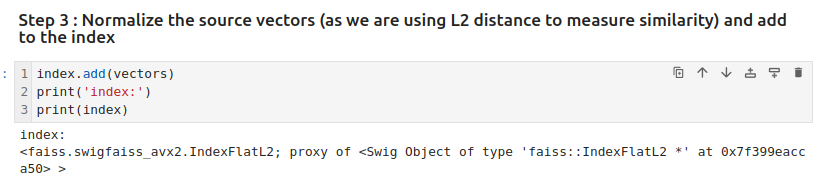 Step 3 : Normalize the source vectors (as we are using L2 distance to measure similarity) and add
to the index
:
1 index.add(vectors)
2 print('index:')
3 print(index)
index:
<faiss.swigfaiss_avx2.IndexFlatL2; proxy of <Swig Object of type 'faiss::IndexFlatL2 *' at 0x7f399eacc
a50> >